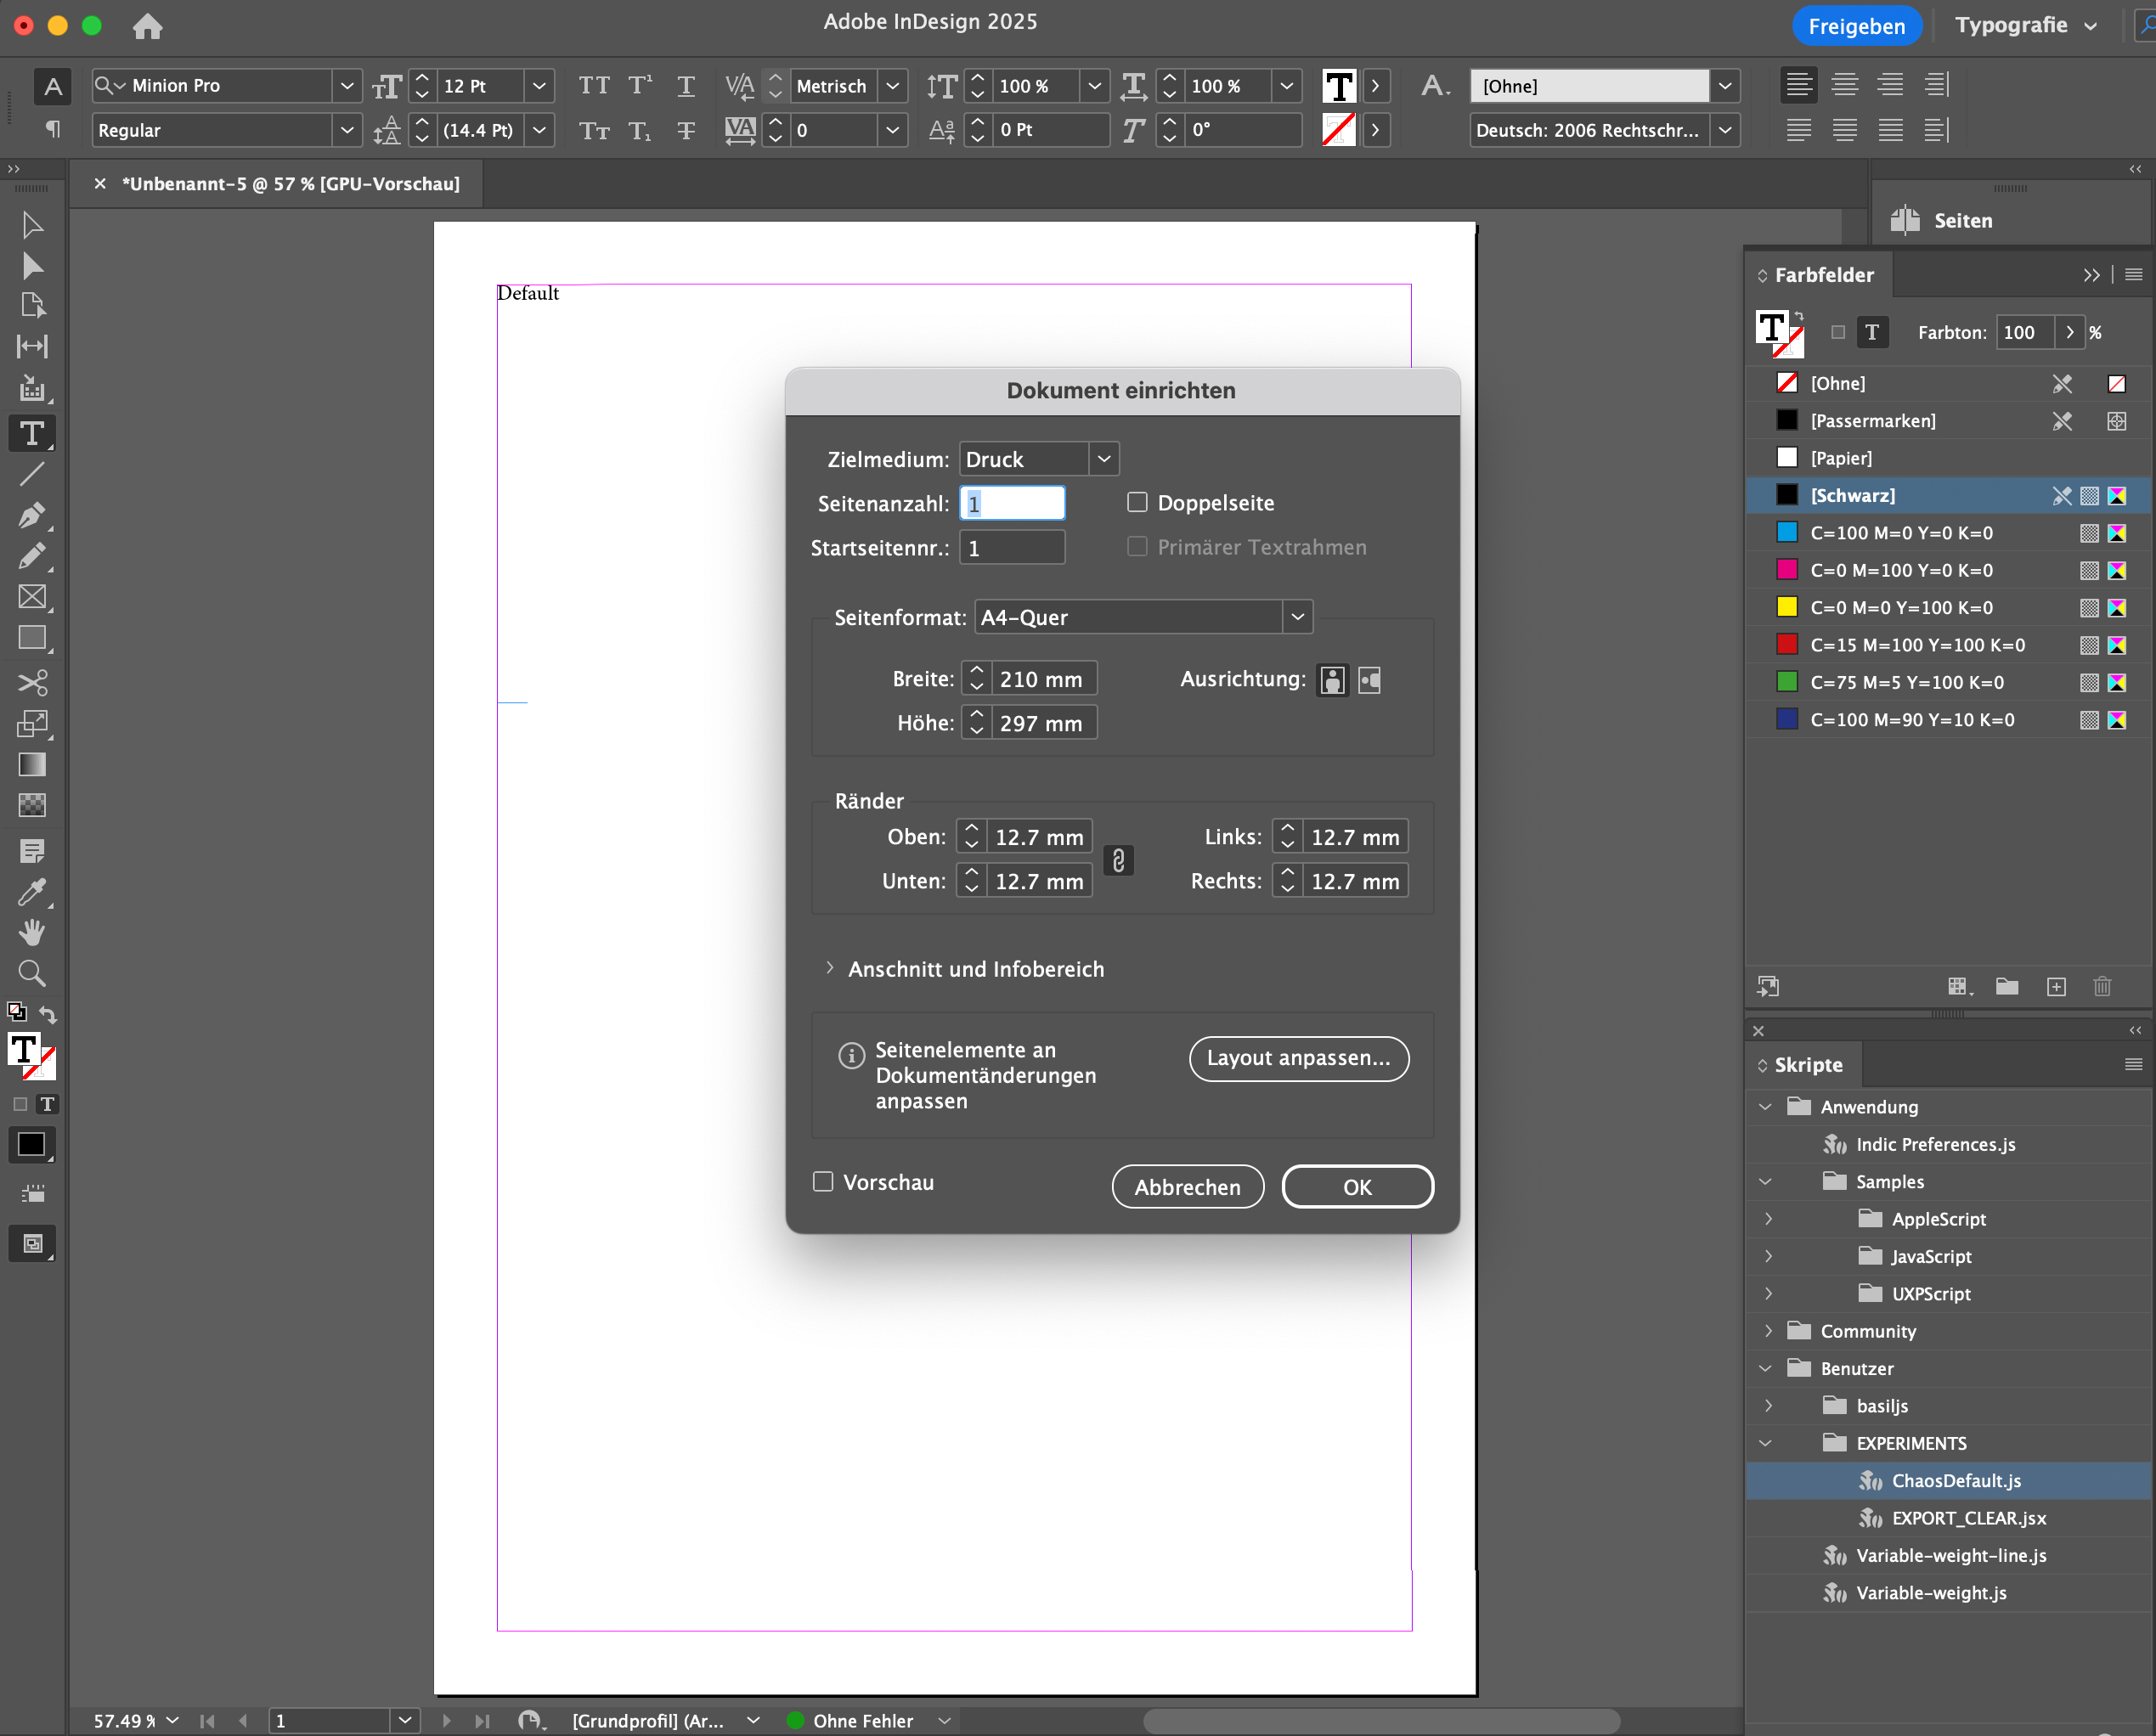 Adobe InDesign 2025
Freigeben
Typografie
Minion Pro
12 Pt
Metrisch
100 %
100 %
[Ohne]
Regular
(14.4 Pt)
0
0 Pt
0°
Deutsch: 2006 Rechtschr...
*Unbenannt-5 @ 57 % [GPU-Vorschau]
Seiten
Default
Farbfelder
Farbton: 100 %
[Ohne]
[Passermarken]
[Papier]
[Schwarz]
C=100 M=0 Y=0 K=0
C=0 M=100 Y=0 K=0
C=0 M=0 Y=100 K=0
C=15 M=100 Y=100 K=0
C=75 M=5 Y=100 K=0
C=100 M=90 Y=10 K=0
Dokument einrichten
Zielmedium: Druck
Seitenanzahl: 1
Doppelseite
Startseitennr.: 1
Primärer Textrahmen
Seitenformat: A4-Quer
Breite: 210 mm
Ausrichtung:
Höhe: 297 mm
Ränder
Oben: 12.7 mm
Links: 12.7 mm
Unten: 12.7 mm
Rechts: 12.7 mm
Anschnitt und Infobereich
Seitenelemente an
Dokumentänderungen
anpassen
Layout anpassen...
Vorschau
Abbrechen
OK
Skripte
Anwendung
Indic Preferences.js
Samples
AppleScript
JavaScript
UXPScript
Community
Benutzer
basiljs
EXPERIMENTS
ChaosDefault.js
EXPORT_CLEAR.jsx
Variable-weight-line.js
Variable-weight.js
57.49 %
1
[Grundprofil] (Ar...
Ohne Fehler